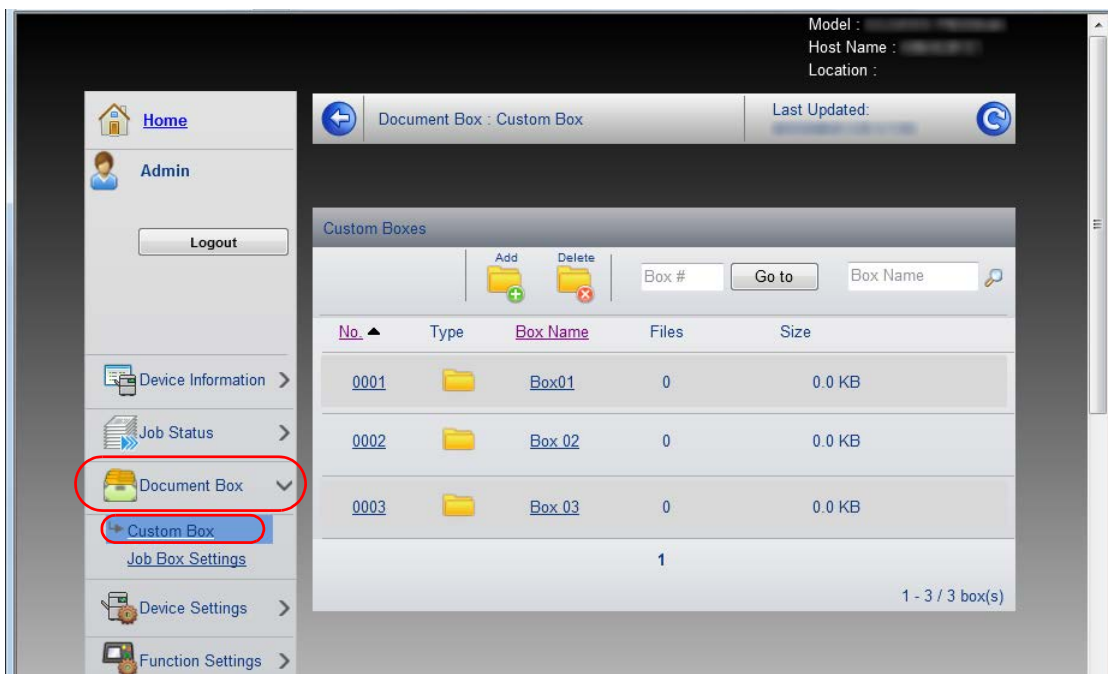 Model :
Host Name :
Location :
Home
Admin
Logout
Device Information
Job Status
Document Box
Custom Box
Job Box Settings
Device Settings
Function Settings
Document Box : Custom Box
Last Updated:
Custom Boxes
Add Delete
Box # Go to Box Name
No. Type Box Name Files Size
0001 Box01 0 0.0 KB
0002 Box 02 0 0.0 KB
0003 Box 03 0 0.0 KB
1
1 - 3 / 3 box(s)